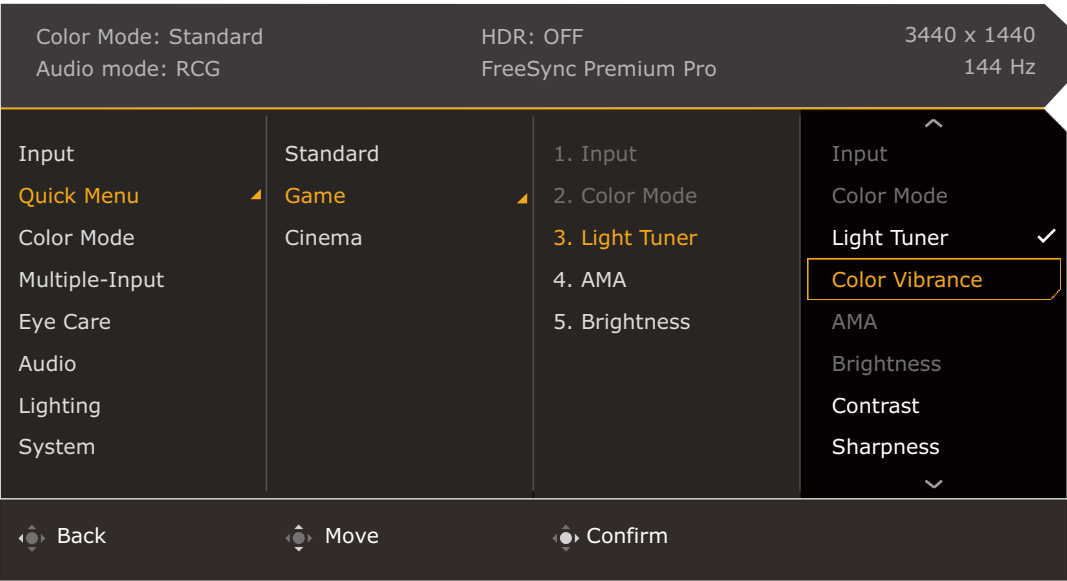 Color Mode: Standard
HDR: OFF
3440 x 1440
Audio mode: RCG
FreeSync Premium Pro
144 Hz
Input
Quick Menu
Color Mode
Multiple-Input
Eye Care
Audio
Lighting
System
Standard
Game
Cinema
1. Input
2. Color Mode
3. Light Tuner
4. AMA
5. Brightness
Input
Color Mode
Light Tuner
Color Vibrance
AMA
Brightness
Contrast
Sharpness
Back
Move
Confirm